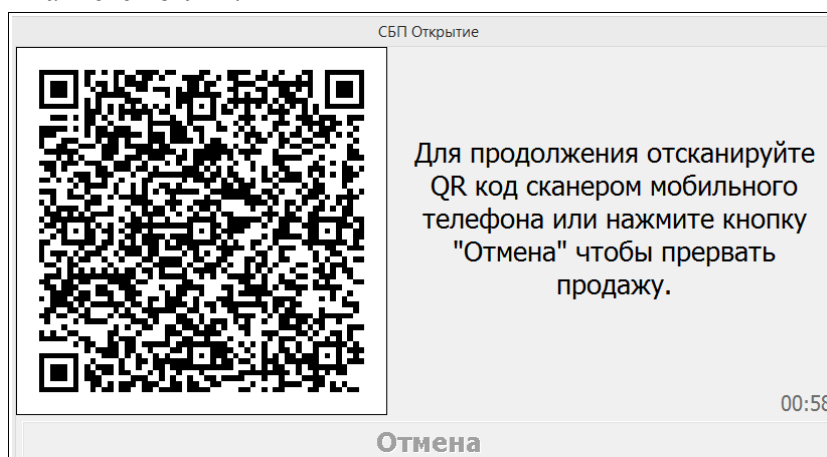 СБП Открытие
Для продолжения отсканируйте
QR код сканером мобильного
телефона или нажмите кнопку
"Отмена" чтобы прервать
продажу.
00:58
Отмена